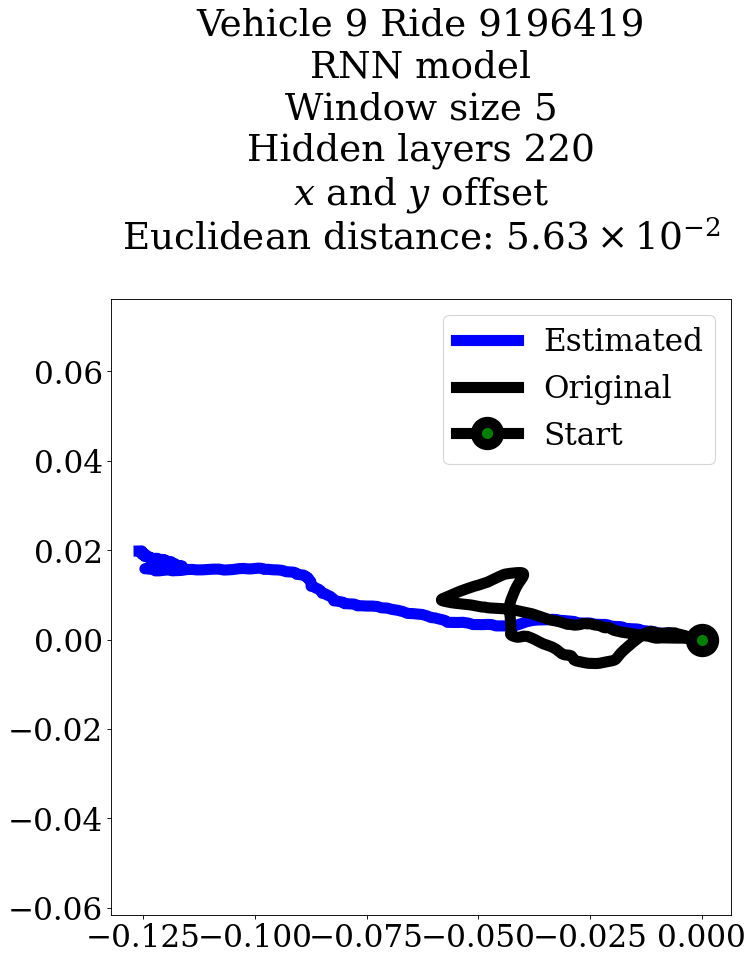 Vehicle 9 Ride 9196419
RNN model
Window size 5
Hidden layers 220
x and y offset
Euclidean distance: 5.63 × 10⁻²
Estimated
Original
Start
0.06
0.04
0.02
0.00
−0.02
−0.04
−0.06
−0.125 −0.100 −0.075 −0.050 −0.025 0.000